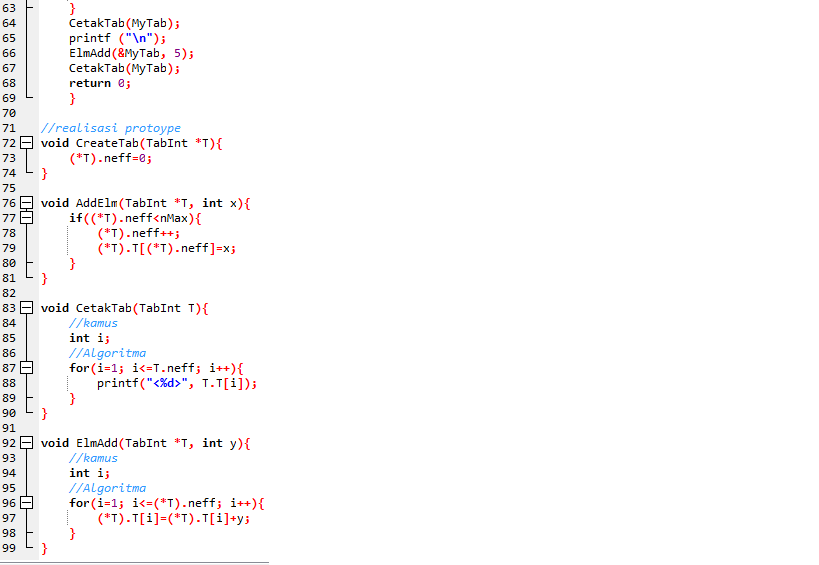 63 }
64 CetakTab(MyTab);
65 printf ("\n");
66 ElmAdd(&MyTab, 5);
67 CetakTab(MyTab);
68 return 0;
69 }
70
71 //realisasi protoype
72 void CreateTab(TabInt *T){
73 (*T).neff=0;
74 }
75
76 void AddElm(TabInt *T, int x){
77 if((*T).neff<nMax){
78 (*T).neff++;
79 (*T).T[(*T).neff]=x;
80 }
81 }
82
83 void CetakTab(TabInt T){
84 //kamus
85 int i;
86 //Algoritma
87 for(i=1; i<=T.neff; i++){
88 printf("<%d>", T.T[i]);
89 }
90 }
91
92 void ElmAdd(TabInt *T, int y){
93 //kamus
94 int i;
95 //Algoritma
96 for(i=1; i<=(*T).neff; i++){
97 (*T).T[i]=(*T).T[i]+y;
98 }
99 }